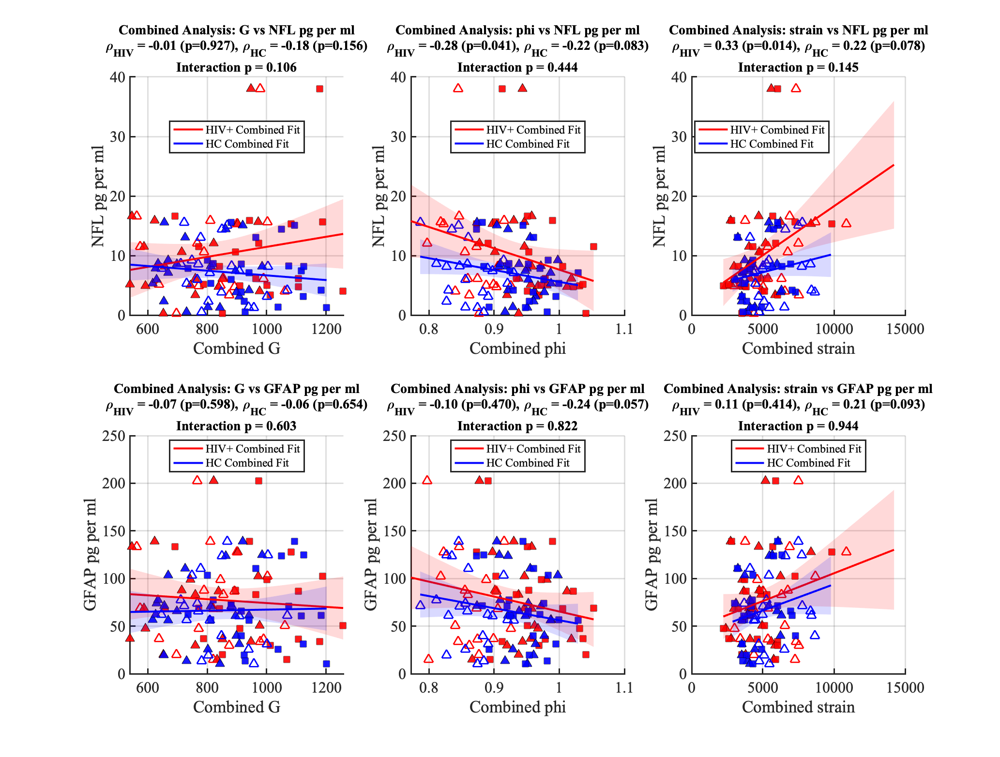 Combined Analysis: G vs NFL pg per ml
ρHIV = -0.01 (p=0.927), ρHC = -0.18 (p=0.156)
Interaction p = 0.106
40
30
20
10
0
NFL pg per ml
HIV+ Combined Fit
HC Combined Fit
600 800 1000 1200
Combined G
Combined Analysis: phi vs NFL pg per ml
ρHIV = -0.28 (p=0.041), ρHC = -0.22 (p=0.083)
Interaction p = 0.444
40
30
20
10
0
NFL pg per ml
HIV+ Combined Fit
HC Combined Fit
0.8 0.9 1 1.1
Combined phi
Combined Analysis: strain vs NFL pg per ml
ρHIV = 0.33 (p=0.014), ρHC = 0.22 (p=0.078)
Interaction p = 0.145
40
30
20
10
0
NFL pg per ml
HIV+ Combined Fit
HC Combined Fit
0 5000 10000 15000
Combined strain
Combined Analysis: G vs GFAP pg per ml
ρHIV = -0.07 (p=0.598), ρHC = -0.06 (p=0.654)
Interaction p = 0.603
250
200
150
100
50
0
GFAP pg per ml
HIV+ Combined Fit
HC Combined Fit
600 800 1000 1200
Combined G
Combined Analysis: phi vs GFAP pg per ml
ρHIV = -0.10 (p=0.470), ρHC = -0.24 (p=0.057)
Interaction p = 0.822
250
200
150
100
50
0
GFAP pg per ml
HIV+ Combined Fit
HC Combined Fit
0.8 0.9 1 1.1
Combined phi
Combined Analysis: strain vs GFAP pg per ml
ρHIV = 0.11 (p=0.414), ρHC = 0.21 (p=0.093)
Interaction p = 0.944
250
200
150
100
50
0
GFAP pg per ml
HIV+ Combined Fit
HC Combined Fit
0 5000 10000 15000
Combined strain